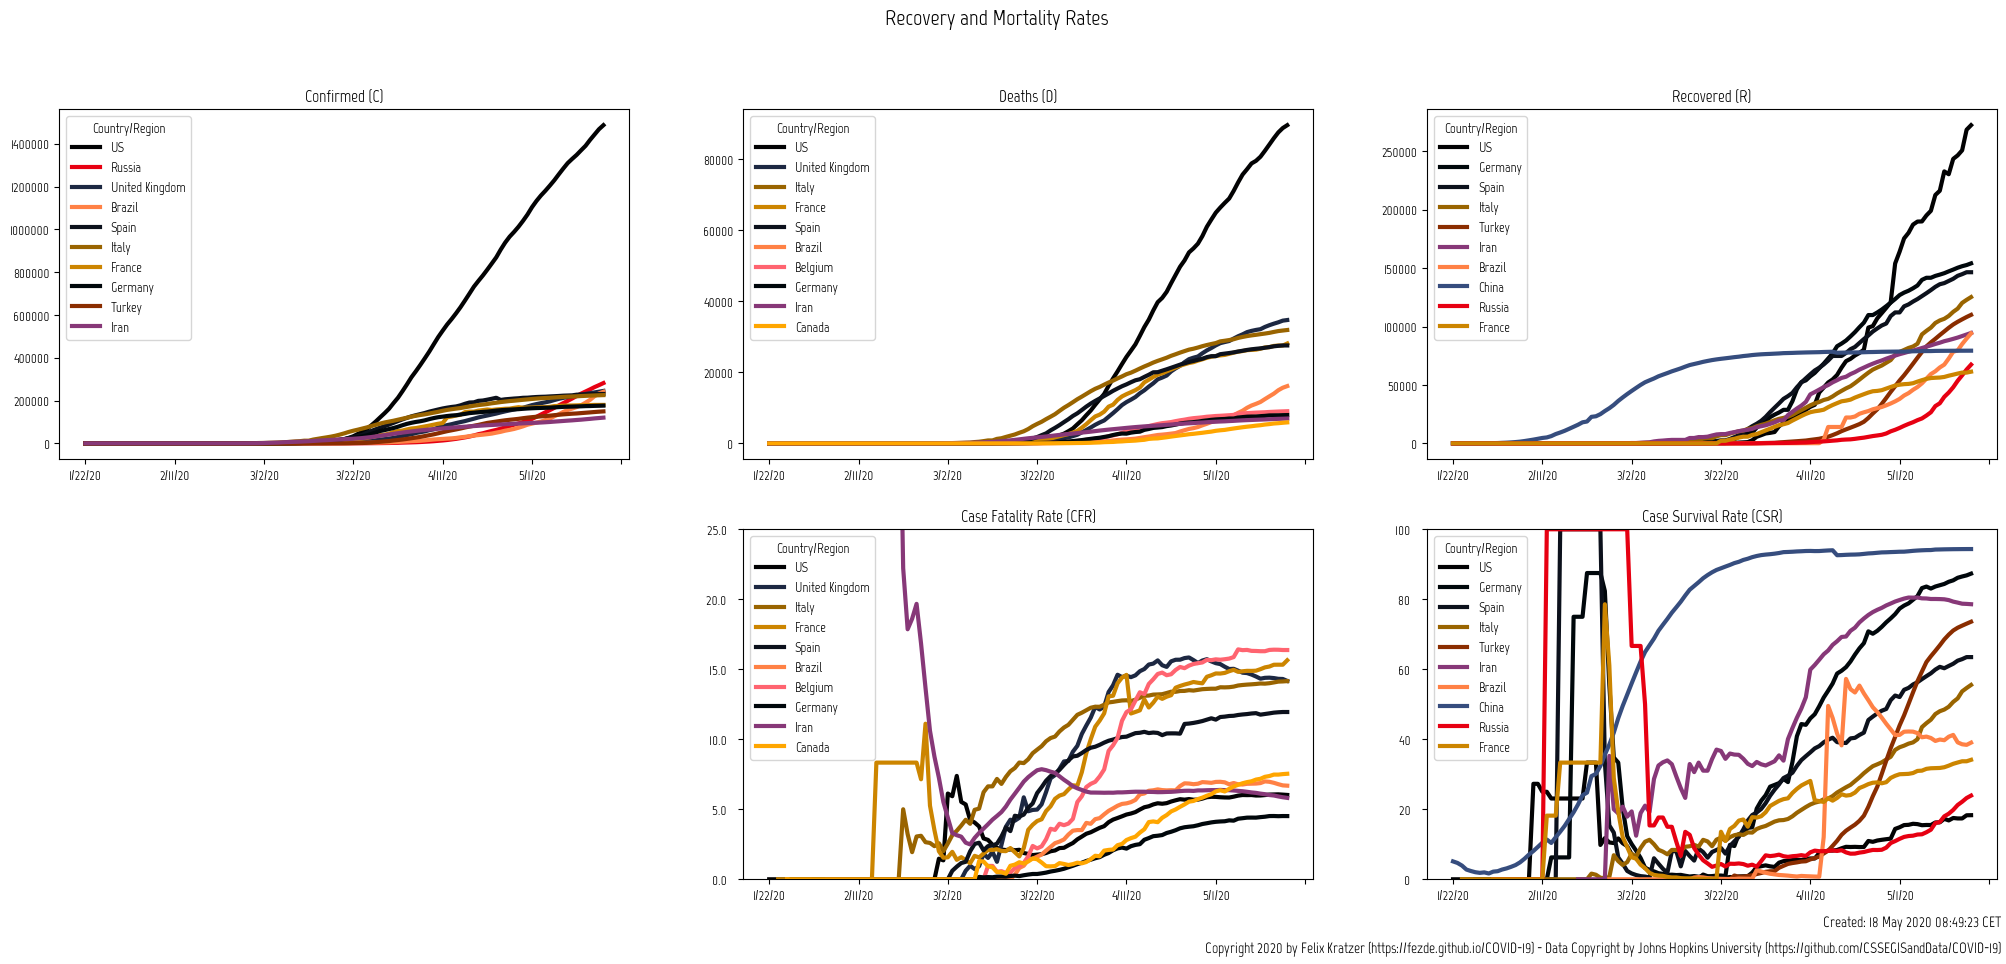 Recovery and Mortality Rates
Confirmed (C)
Country/Region
US
Russia
United Kingdom
Brazil
Spain
Italy
France
Germany
Turkey
Iran
1400000
1200000
1000000
800000
600000
400000
200000
0
1/22/20 2/11/20 3/2/20 3/22/20 4/11/20 5/1/20
Deaths (D)
Country/Region
US
United Kingdom
Italy
France
Spain
Brazil
Belgium
Germany
Iran
Canada
80000
60000
40000
20000
0
1/22/20 2/11/20 3/2/20 3/22/20 4/11/20 5/1/20
Recovered (R)
Country/Region
US
Germany
Spain
Italy
Turkey
Iran
Brazil
China
Russia
France
250000
200000
150000
100000
50000
0
1/22/20 2/11/20 3/2/20 3/22/20 4/11/20 5/1/20
Case Fatality Rate (CFR)
Country/Region
US
United Kingdom
Italy
France
Spain
Brazil
Belgium
Germany
Iran
Canada
25.0
20.0
15.0
10.0
5.0
0.0
1/22/20 2/11/20 3/2/20 3/22/20 4/11/20 5/1/20
Case Survival Rate (CSR)
Country/Region
US
Germany
Spain
Italy
Turkey
Iran
Brazil
China
Russia
France
100
80
60
40
20
0
1/22/20 2/11/20 3/2/20 3/22/20 4/11/20 5/1/20
Created: 18 May 2020 08:49:23 CET
Copyright 2020 by Felix Kratzer (https://fezde.github.io/COVID-19) - Data Copyright by Johns Hopkins University (https://github.com/CSSEGISandData/COVID-19)